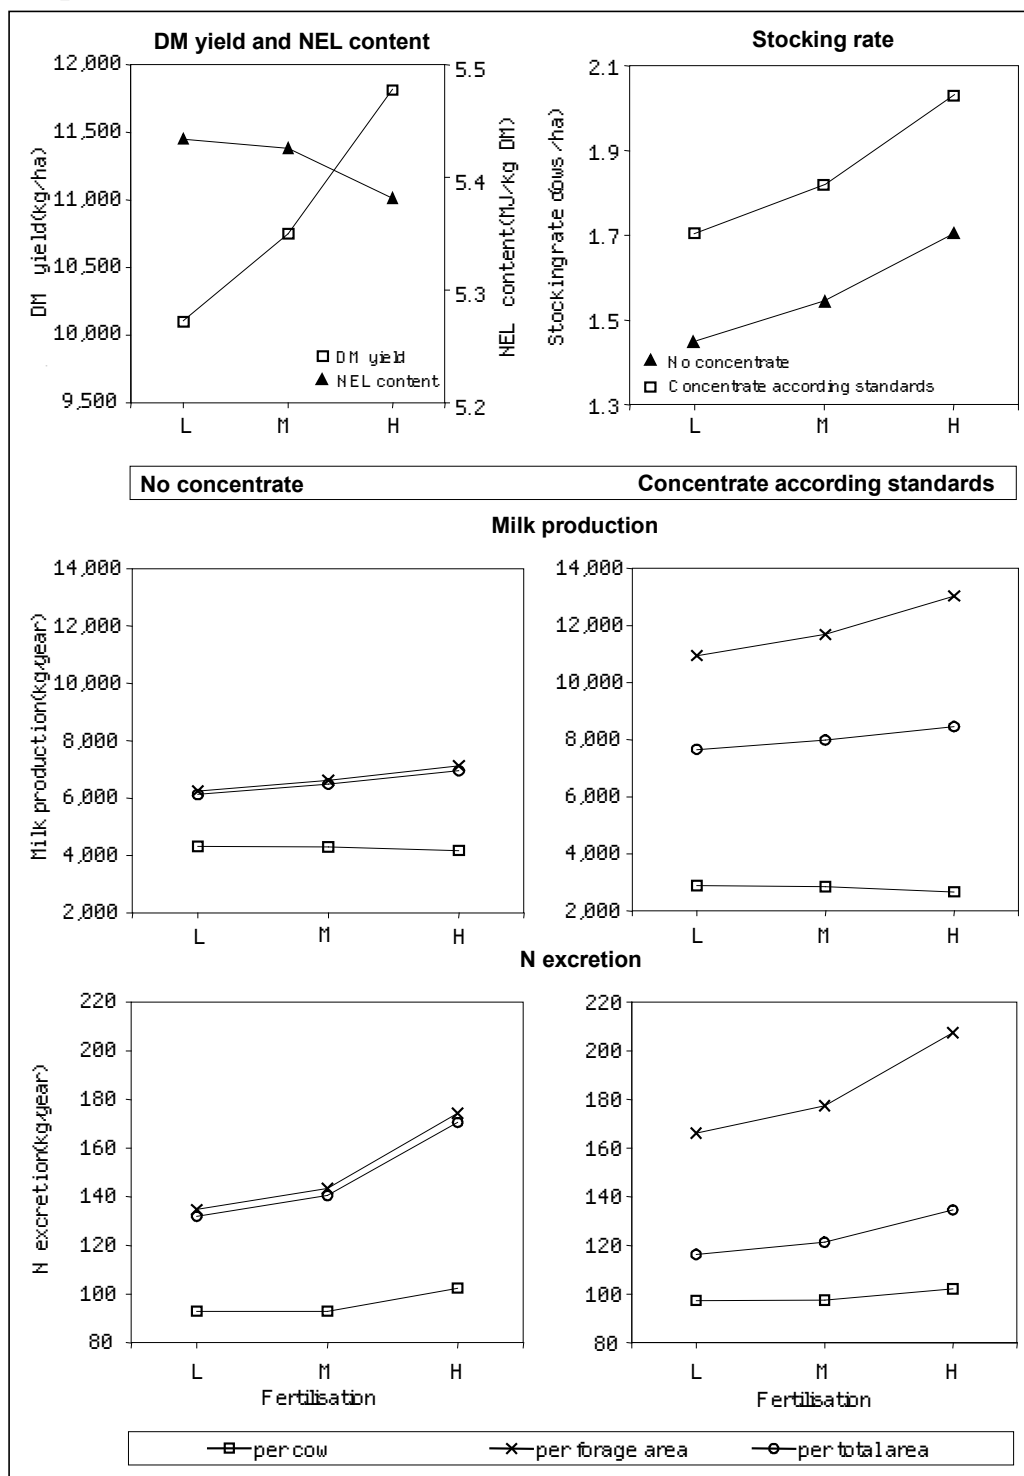 DM yield and NEL content
Stocking rate
12,000
11,500
11,000
10,500
10,000
9,500
DM yield(kg/ha)
5.5
5.4
5.3
5.2
NEL content(MJ/kg DM)
DM yield
NEL content
L M H
2.1
1.9
1.7
1.5
1.3
No concentrate
Concentrate according standards
L M H
No concentrate
Concentrate according standards
Milk production
14,000
12,000
10,000
8,000
6,000
4,000
2,000
Milk production(kg/year)
L M H
14,000
12,000
10,000
8,000
6,000
4,000
2,000
L M H
N excretion
220
200
180
160
140
120
100
80
N excretion(kg/year)
L M H
Fertilisation
220
200
180
160
140
120
100
80
L M H
Fertilisation
per cow
per forage area
per total area